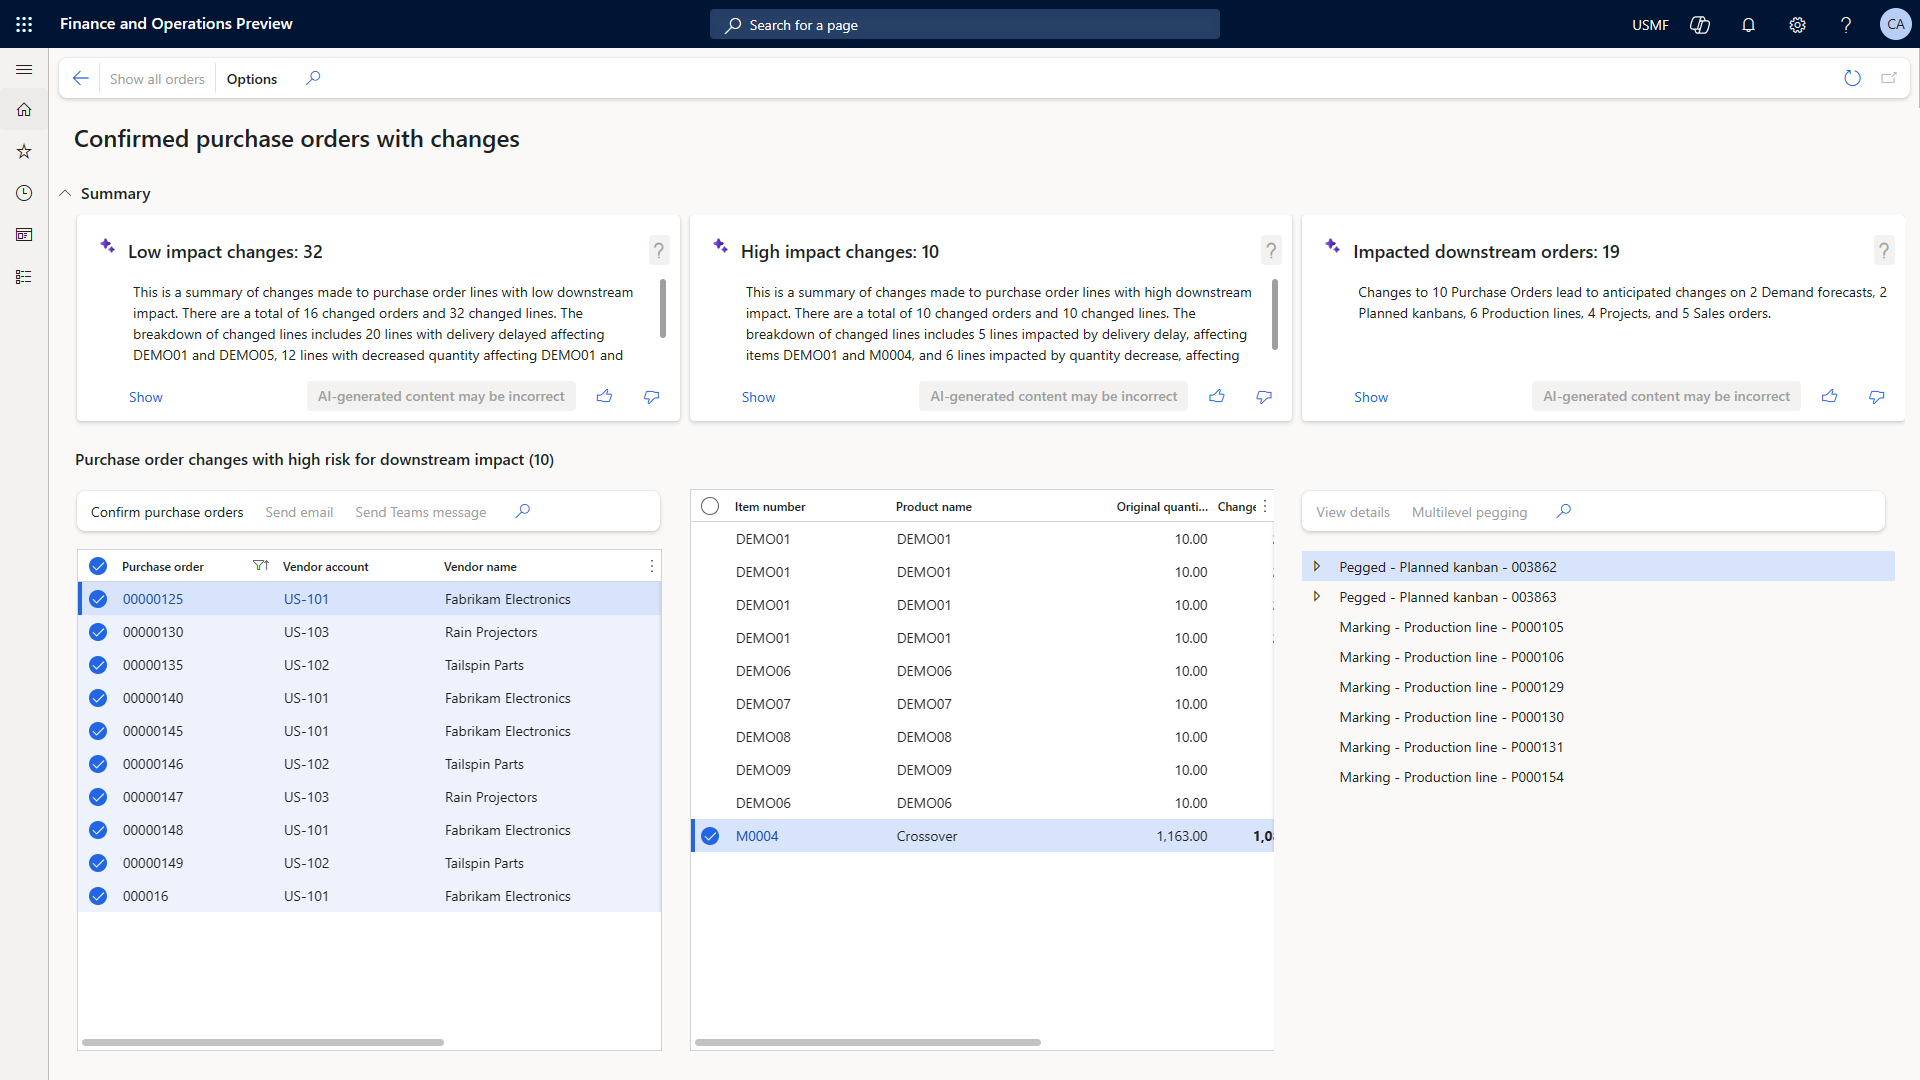 Finance and Operations Preview
Search for a page
USMF
?
CA
Show all orders
Options
Confirmed purchase orders with changes
Summary
Low impact changes: 32
?
This is a summary of changes made to purchase order lines with low downstream
impact. There are a total of 16 changed orders and 32 changed lines. The
breakdown of changed lines includes 20 lines with delivery delayed affecting
DEMO01 and DEMO05, 12 lines with decreased quantity affecting DEMO01 and
Show
AI-generated content may be incorrect
High impact changes: 10
?
This is a summary of changes made to purchase order lines with high downstream
impact. There are a total of 10 changed orders and 10 changed lines. The
breakdown of changed lines includes 5 lines impacted by delivery delay, affecting
items DEMO01 and M0004, and 6 lines impacted by quantity decrease, affecting
Show
AI-generated content may be incorrect
Impacted downstream orders: 19
?
Changes to 10 Purchase Orders lead to anticipated changes on 2 Demand forecasts, 2
Planned kanbans, 6 Production lines, 4 Projects, and 5 Sales orders.
Show
AI-generated content may be incorrect
Purchase order changes with high risk for downstream impact (10)
Confirm purchase orders
Send email
Send Teams message
Purchase order
Vendor account
Vendor name
00000125 US-101 Fabrikam Electronics
00000130 US-103 Rain Projectors
00000135 US-102 Tailspin Parts
00000140 US-101 Fabrikam Electronics
00000145 US-101 Fabrikam Electronics
00000146 US-102 Tailspin Parts
00000147 US-103 Rain Projectors
00000148 US-101 Fabrikam Electronics
00000149 US-102 Tailspin Parts
000016 US-101 Fabrikam Electronics
Item number Product name Original quanti... Change
DEMO01 DEMO01 10.00
DEMO01 DEMO01 10.00
DEMO01 DEMO01 10.00
DEMO01 DEMO01 10.00
DEMO06 DEMO06 10.00
DEMO07 DEMO07 10.00
DEMO08 DEMO08 10.00
DEMO09 DEMO09 10.00
DEMO06 DEMO06 10.00
M0004 Crossover 1,163.00
View details
Multilevel pegging
Pegged - Planned kanban - 003862
Pegged - Planned kanban - 003863
Marking - Production line - P000105
Marking - Production line - P000106
Marking - Production line - P000129
Marking - Production line - P000130
Marking - Production line - P000131
Marking - Production line - P000154